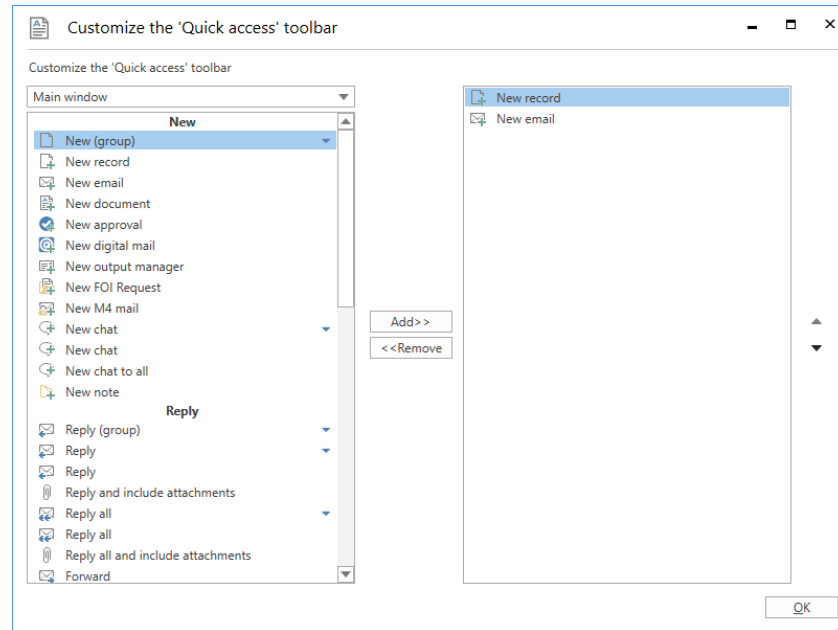 Customize the 'Quick access' toolbar
Customize the 'Quick access' toolbar
Main window
New
New (group)
New record
New email
New document
New approval
New digital mail
New output manager
New FOI Request
New M4 mail
New chat
New chat
New chat to all
New note
Reply
Reply (group)
Reply
Reply
Reply and include attachments
Reply all
Reply all
Reply all and include attachments
Forward
Add>>
<<Remove
New record
New email
OK